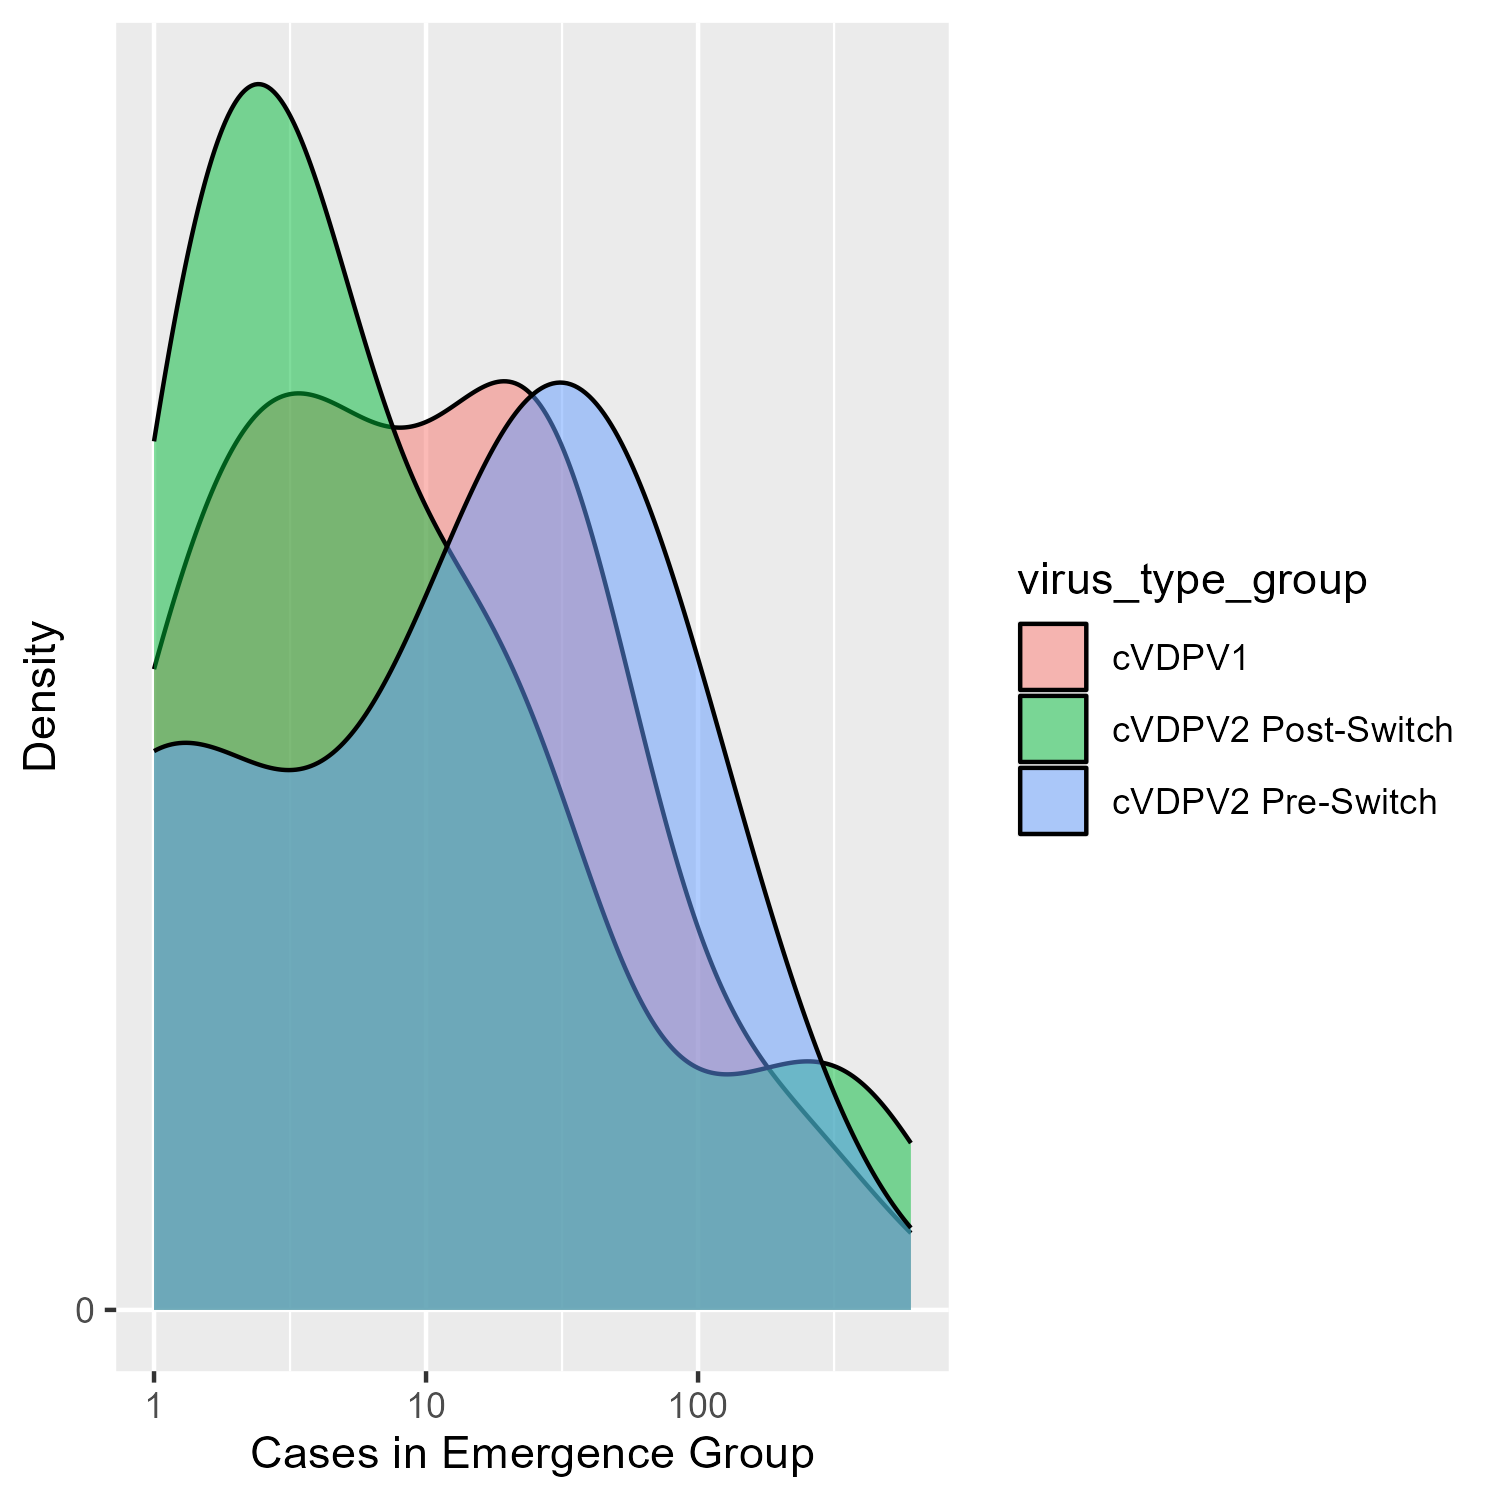 Density
0
1
10
100
Cases in Emergence Group
virus_type_group
cVDPV1
cVDPV2 Post-Switch
cVDPV2 Pre-Switch